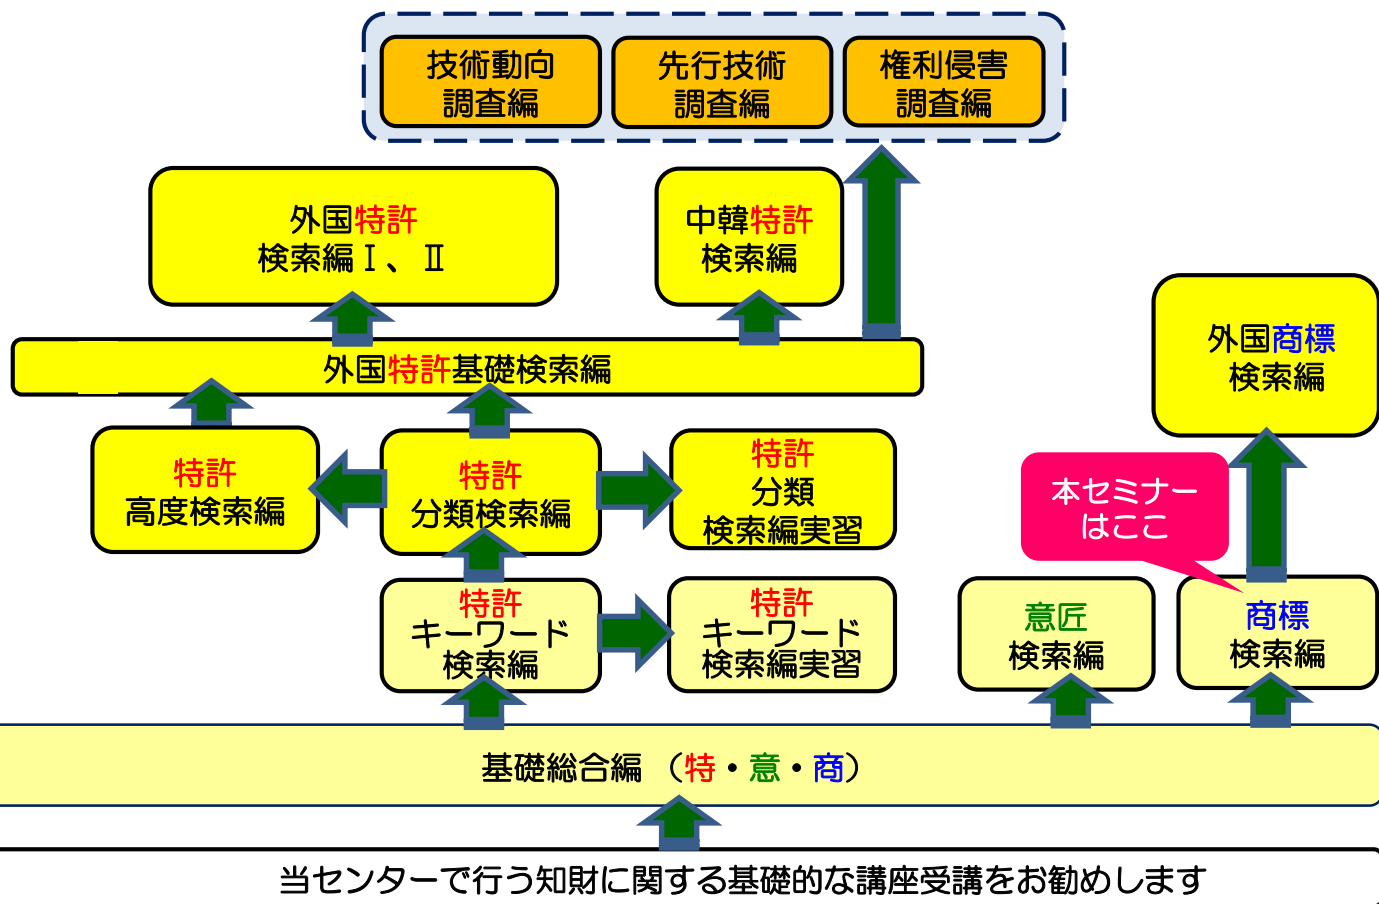 技術動向
調査編
先行技術
調査編
権利侵害
調査編
外国特許
検索編Ⅰ、Ⅱ
中韓特許
検索編
外国商標
検索編
外国特許基礎検索編
特許
高度検索編
特許
分類検索編
特許
分類
検索編実習
本セミナー
はここ
特許
キーワード
検索編
特許
キーワード
検索編実習
意匠
検索編
商標
検索編
基礎総合編 （特・意・商）
当センターで行う知財に関する基礎的な講座受講をお勧めします